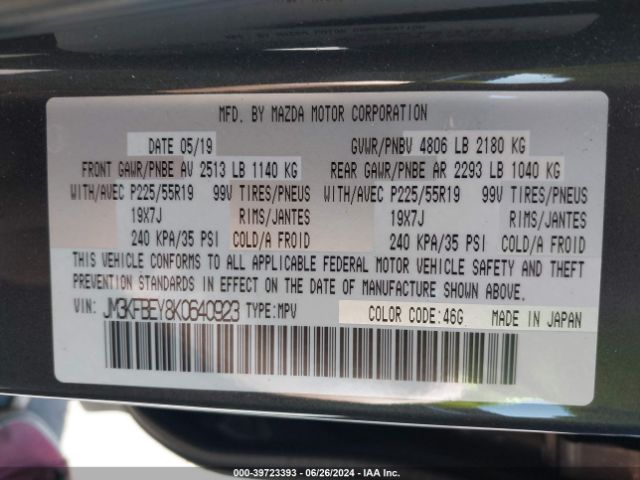 MFD. BY MAZDA MOTOR CORPORATION
DATE 05/19 GVWR/PNBV 4806 LB 2180 KG
FRONT GAWR/PNBE AV 2513 LB 1140 KG REAR GAWR/PNBE AR 2293 LB 1040 KG
WITH/AVEC P225/55R19 99V TIRES/PNEUS WITH/AVEC P225/55R19 99V TIRES/PNEUS
19X7J RIMS/JANTES 19X7J RIMS/JANTES
240 KPA/35 PSI COLD/A FROID 240 KPA/35 PSI COLD/A FROID
THIS VEHICLE CONFORMS TO ALL APPLICABLE FEDERAL MOTOR VEHICLE SAFETY AND THEFT
PREVENTION STANDARDS IN EFFECT ON THE DATE OF MANUFACTURE SHOWN ABOVE.
VIN: JM3KFBEY8K0640923 TYPE:MPV COLOR CODE:46G MADE IN JAPAN
000-39723393 - 06/26/2024 - IAA Inc.